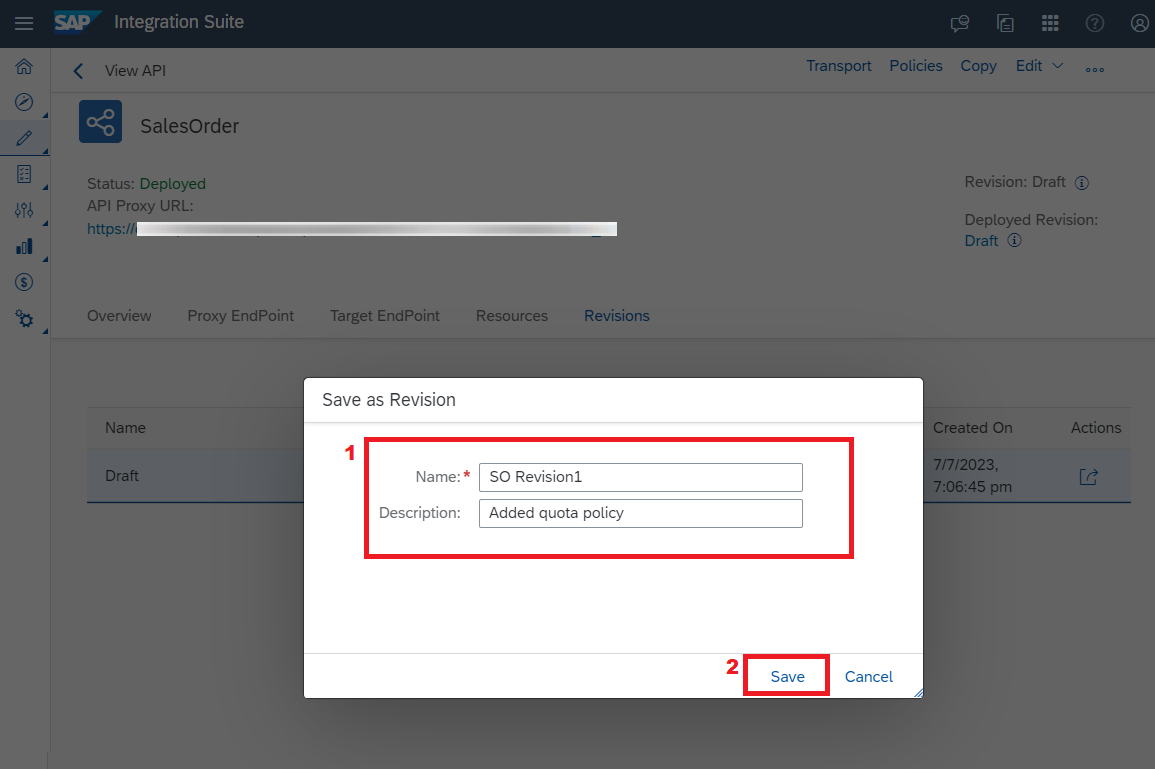 SAP Integration Suite
View API
Transport Policies Copy Edit
SalesOrder
Status: Deployed
API Proxy URL:
https://
Revision: Draft
Deployed Revision:
Draft
Overview Proxy EndPoint Target EndPoint Resources Revisions
Name Created On Actions
Draft 7/7/2023,
7:06:45 pm
Save as Revision
1
Name:* SO Revision1
Description: Added quota policy
2 Save Cancel